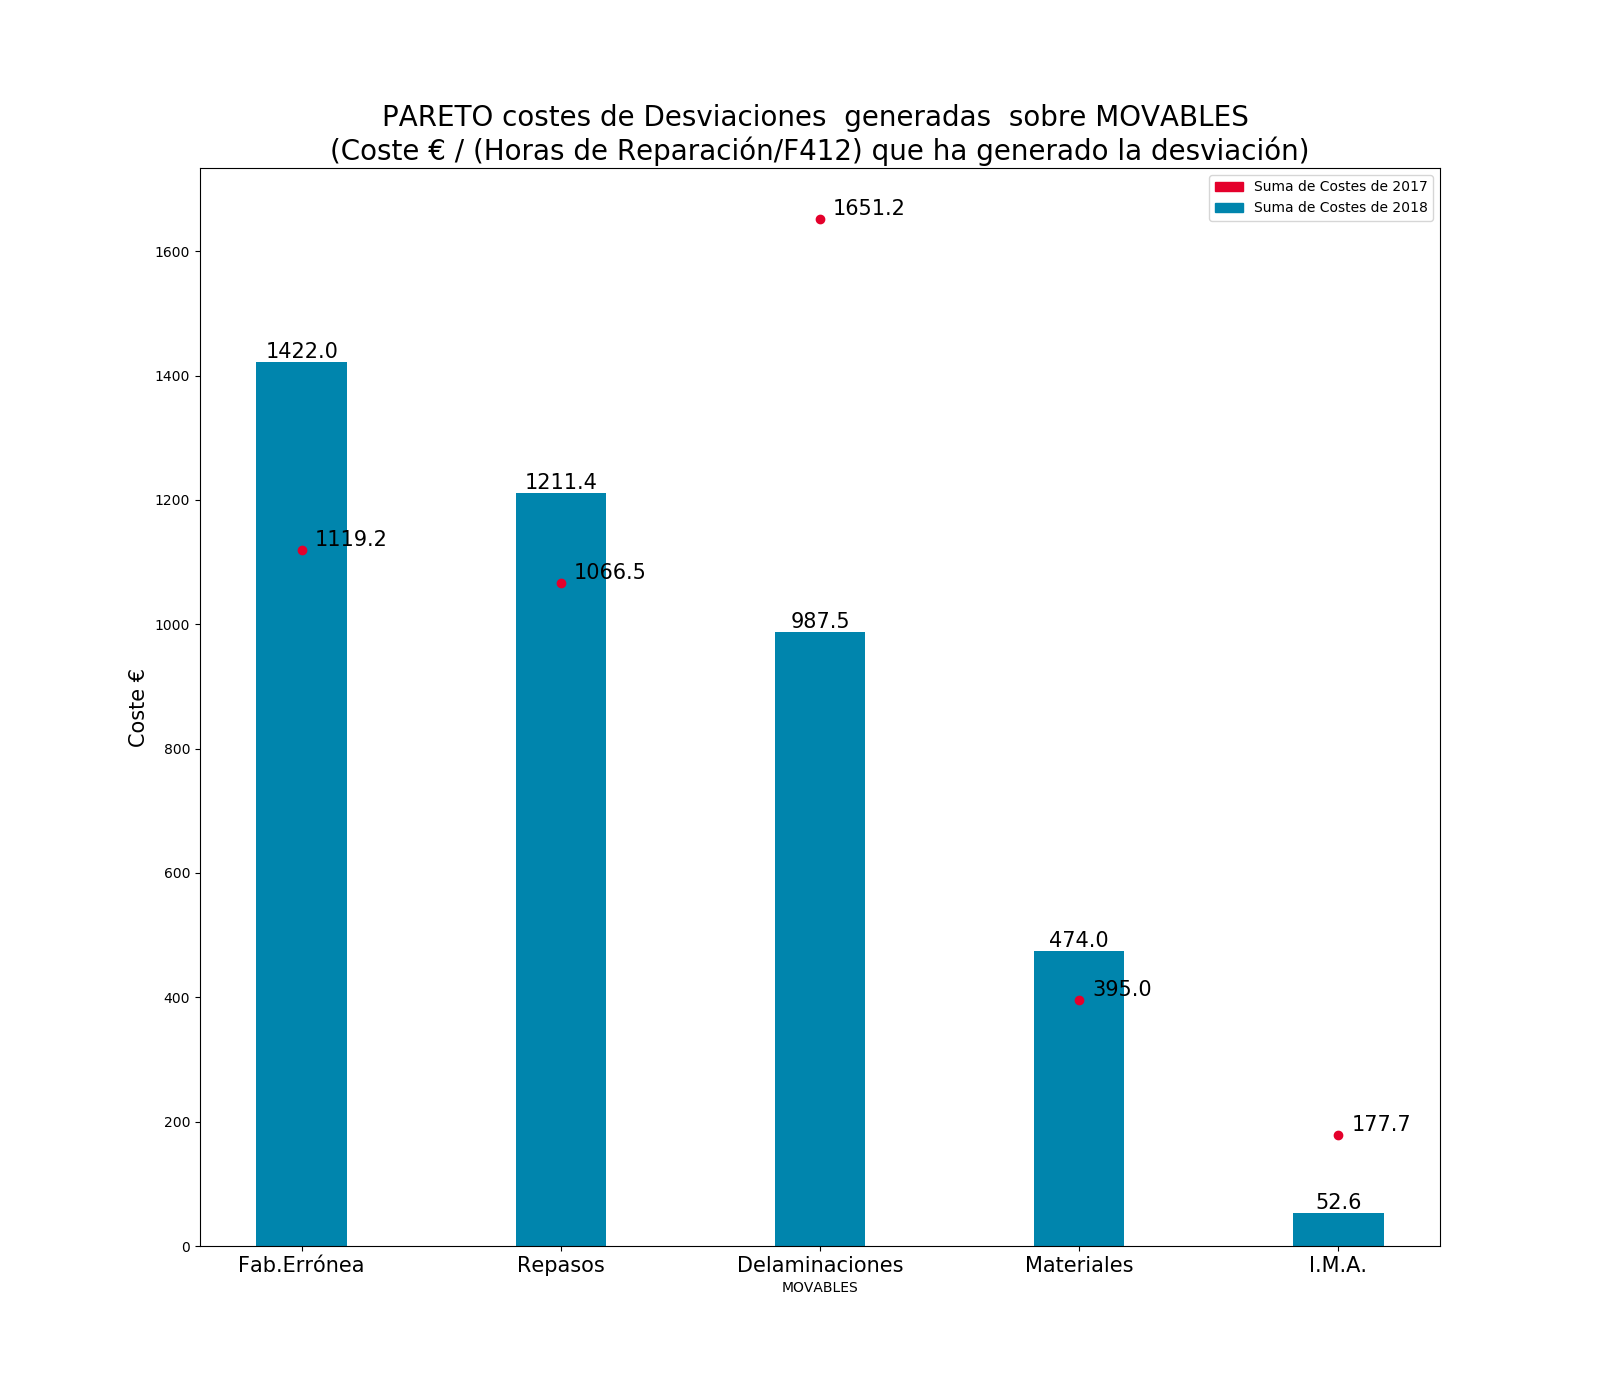 PARETO costes de Desviaciones  generadas  sobre MOVABLES
(Coste € / (Horas de Reparación/F412) que ha generado la desviación)
Suma de Costes de 2017
Suma de Costes de 2018
1651.2
1600
1422.0
1400
1211.4
1200
1119.2
1066.5
987.5
1000
Coste €
800
600
474.0
400
395.0
200
177.7
52.6
0
Fab.Errónea
Repasos
Delaminaciones
Materiales
I.M.A.
MOVABLES